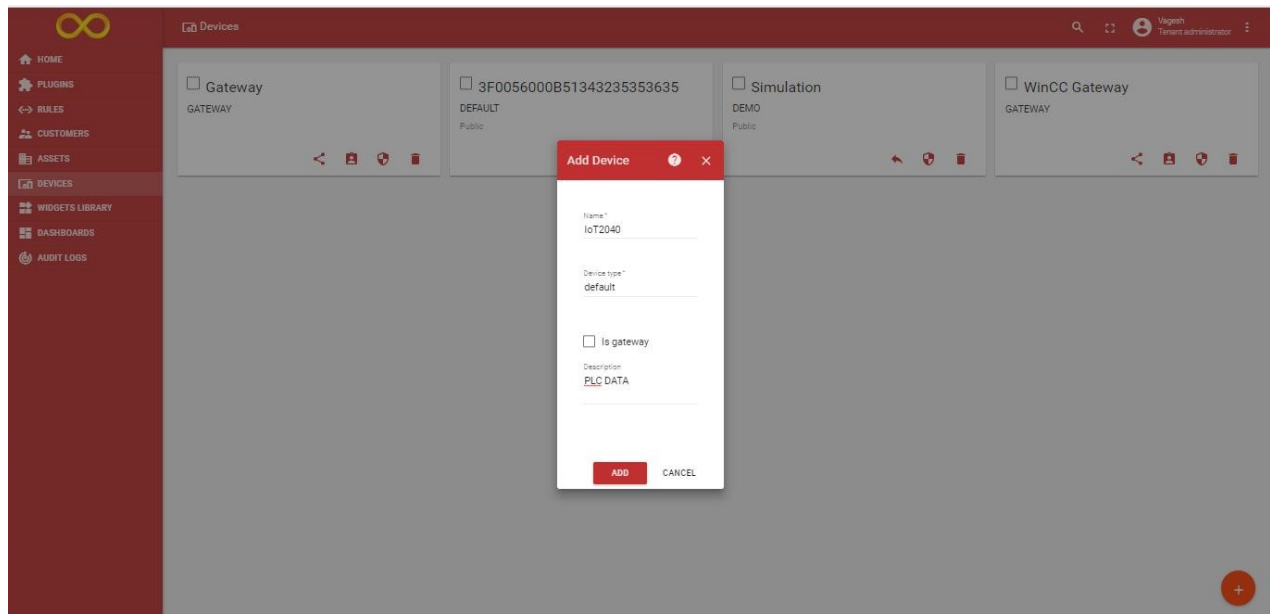 Devices
Vagesh
Tenant administrator
HOME
PLUGINS
RULES
CUSTOMERS
ASSETS
DEVICES
WIDGETS LIBRARY
DASHBOARDS
AUDIT LOGS
Gateway
GATEWAY
3F0056000B51343235353635
DEFAULT
Public
Simulation
DEMO
Public
WinCC Gateway
GATEWAY
Add Device
Name *
IoT2040
Device type *
default
Is gateway
Description
PLC DATA
ADD
CANCEL